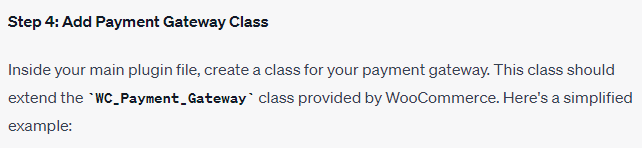 Step 4: Add Payment Gateway Class
Inside your main plugin file, create a class for your payment gateway. This class should
extend the `WC_Payment_Gateway` class provided by WooCommerce. Here's a simplified
example: